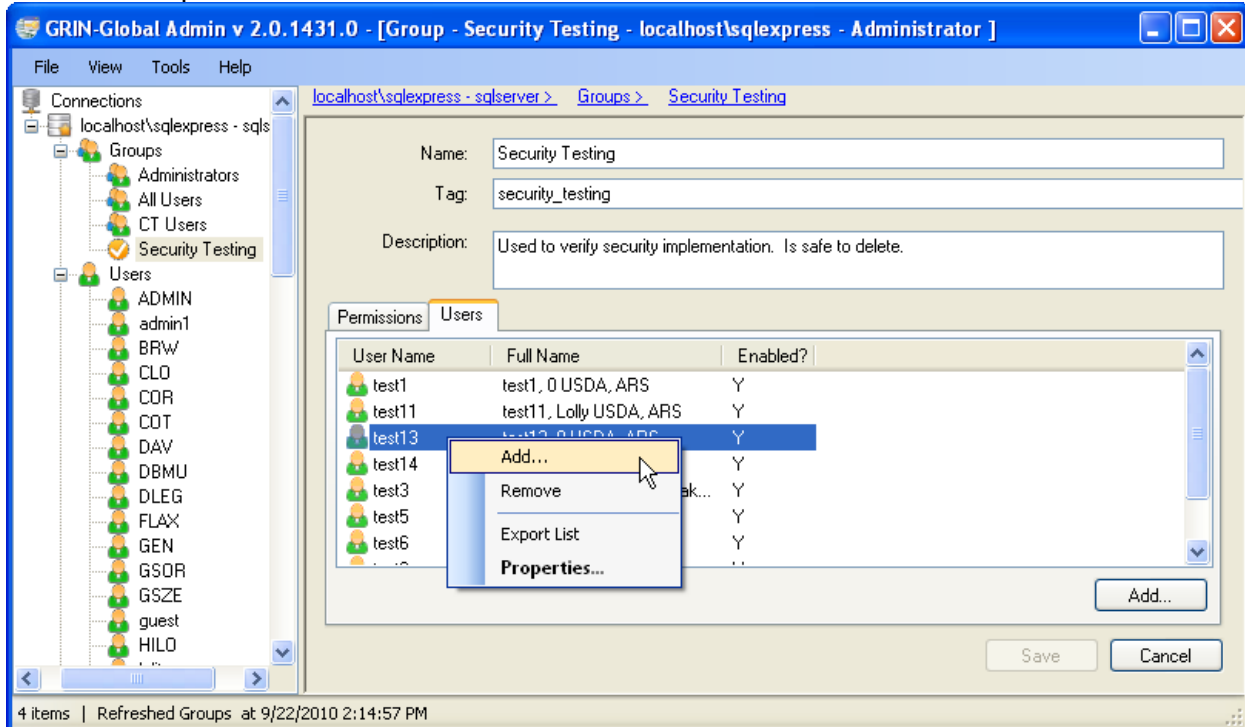 GRIN-Global Admin v 2.0.1431.0 - [Group - Security Testing - localhost\sqlexpress - Administrator ]
File View Tools Help
Connections
localhost\sqlexpress - sqls
Groups
Administrators
All Users
CT Users
Security Testing
Users
ADMIN
admin1
BRW
CLO
COR
COT
DAV
DBMU
DLEG
FLAX
GEN
GSOR
GSZE
guest
HILO
localhost\sqlexpress - sqlserver > Groups > Security Testing
Name: Security Testing
Tag: security_testing
Description: Used to verify security implementation. Is safe to delete.
Permissions Users
User Name Full Name Enabled?
test1 test1, 0 USDA, ARS Y
test11 test11, Lolly USDA, ARS Y
test13 Y
test14 Y
test3 ak... Y
test5 Y
test6 Y
Add...
Remove
Export List
Properties...
Add...
Save Cancel
4 items | Refreshed Groups at 9/22/2010 2:14:57 PM